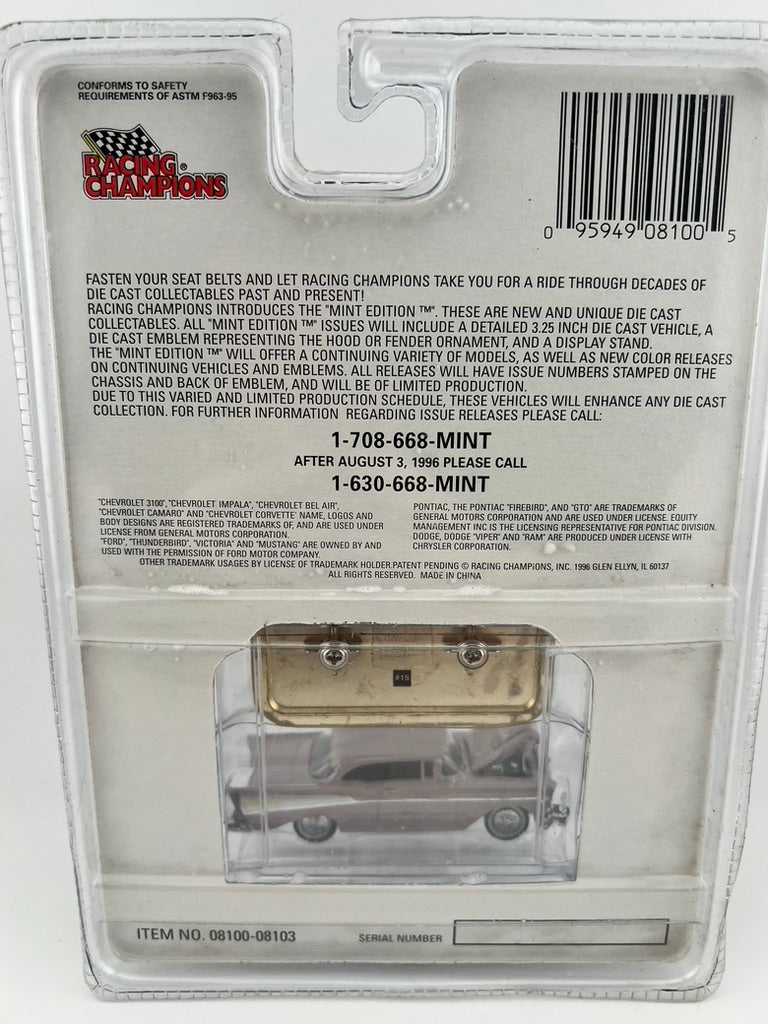 CONFORMS TO SAFETY
REQUIREMENTS OF ASTM F963-95
RACING ®
CHAMPIONS
0 95949 08100 5
FASTEN YOUR SEAT BELTS AND LET RACING CHAMPIONS TAKE YOU FOR A RIDE THROUGH DECADES OF
DIE CAST COLLECTABLES PAST AND PRESENT!
RACING CHAMPIONS INTRODUCES THE "MINT EDITION ™". THESE ARE NEW AND UNIQUE DIE CAST
COLLECTABLES. ALL "MINT EDITION ™" ISSUES WILL INCLUDE A DETAILED 3.25 INCH DIE CAST VEHICLE, A
DIE CAST EMBLEM REPRESENTING THE HOOD OR FENDER ORNAMENT, AND A DISPLAY STAND.
THE "MINT EDITION ™" WILL OFFER A CONTINUING VARIETY OF MODELS, AS WELL AS NEW COLOR RELEASES
ON CONTINUING VEHICLES AND EMBLEMS. ALL RELEASES WILL HAVE ISSUE NUMBERS STAMPED ON THE
CHASSIS AND BACK OF EMBLEM, AND WILL BE OF LIMITED PRODUCTION.
DUE TO THIS VARIED AND LIMITED PRODUCTION SCHEDULE, THESE VEHICLES WILL ENHANCE ANY DIE CAST
COLLECTION. FOR FURTHER INFORMATION REGARDING ISSUE RELEASES PLEASE CALL:
1-708-668-MINT
AFTER AUGUST 3, 1996 PLEASE CALL
1-630-668-MINT
"CHEVROLET 3100", "CHEVROLET IMPALA", "CHEVROLET BEL AIR",
"CHEVROLET CAMARO" AND "CHEVROLET CORVETTE" NAME, LOGOS AND
BODY DESIGNS ARE REGISTERED TRADEMARKS OF, AND ARE USED UNDER
LICENSE FROM GENERAL MOTORS CORPORATION.
"FORD", "THUNDERBIRD", "VICTORIA" AND "MUSTANG" ARE OWNED BY AND
USED WITH THE PERMISSION OF FORD MOTOR COMPANY.
PONTIAC, THE PONTIAC "FIREBIRD", AND "GTO" ARE TRADEMARKS OF
GENERAL MOTORS CORPORATION AND ARE USED UNDER LICENSE. EQUITY
MANAGEMENT INC IS THE LICENSING REPRESENTATIVE FOR PONTIAC DIVISION.
DODGE, DODGE "VIPER" AND "RAM" ARE PRODUCED UNDER LICENSE WITH
CHRYSLER CORPORATION.
OTHER TRADEMARK USAGES BY LICENSE OF TRADEMARK HOLDER.PATENT PENDING © RACING CHAMPIONS, INC. 1996 GLEN ELLYN, IL 60137
ALL RIGHTS RESERVED. MADE IN CHINA
#15
ITEM NO. 08100-08103
SERIAL NUMBER